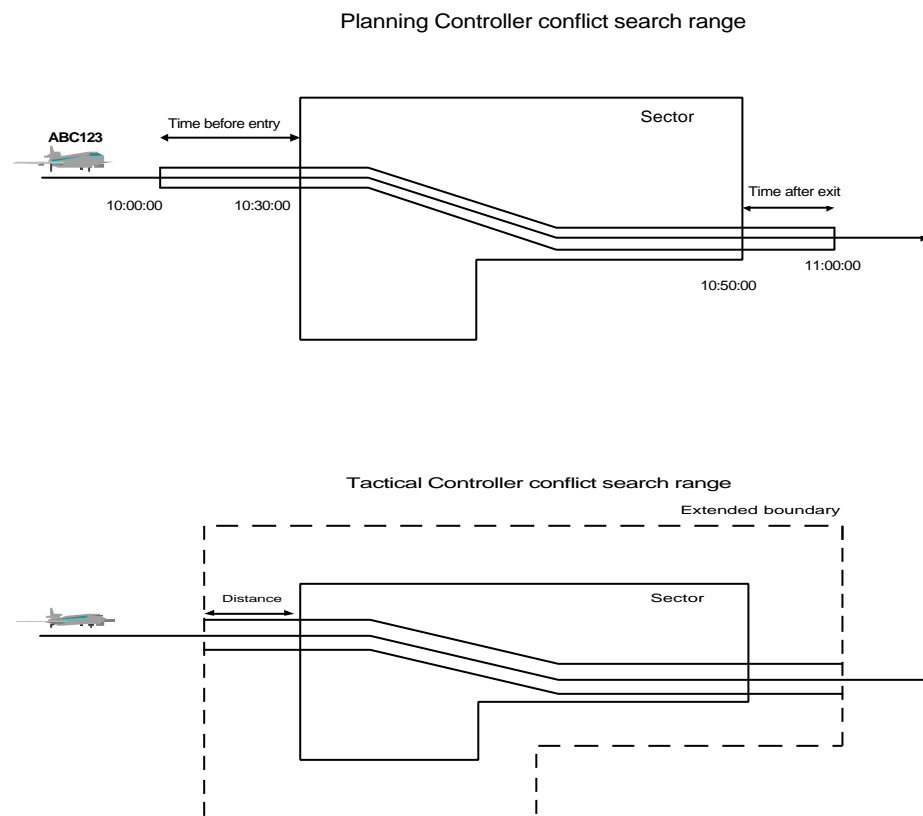 Planning Controller conflict search range
Sector
Time before entry
ABC123
Time after exit
10:00:00
10:30:00
11:00:00
10:50:00
Tactical Controller conflict search range
Extended boundary
Distance
Sector